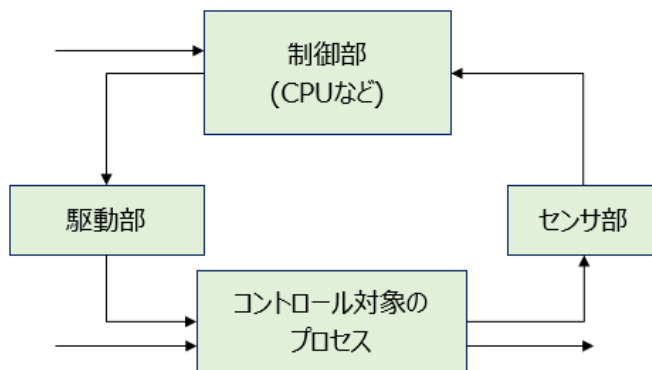 制御部
(CPUなど)
駆動部
センサ部
コントロール対象の
プロセス